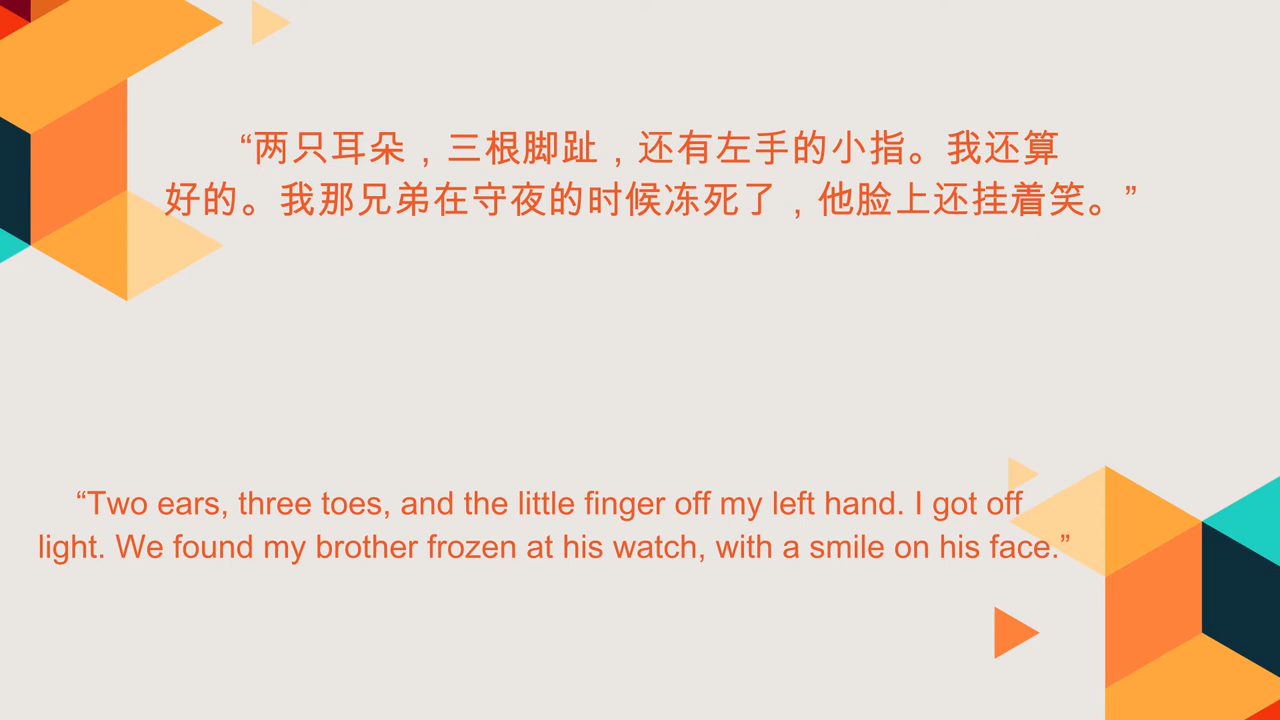 “两只耳朵，三根脚趾，还有左手的小指。我还算
好的。我那兄弟在守夜的时候冻死了，他脸上还挂着笑。”
“Two ears, three toes, and the little finger off my left hand. I got off
light. We found my brother frozen at his watch, with a smile on his face.”